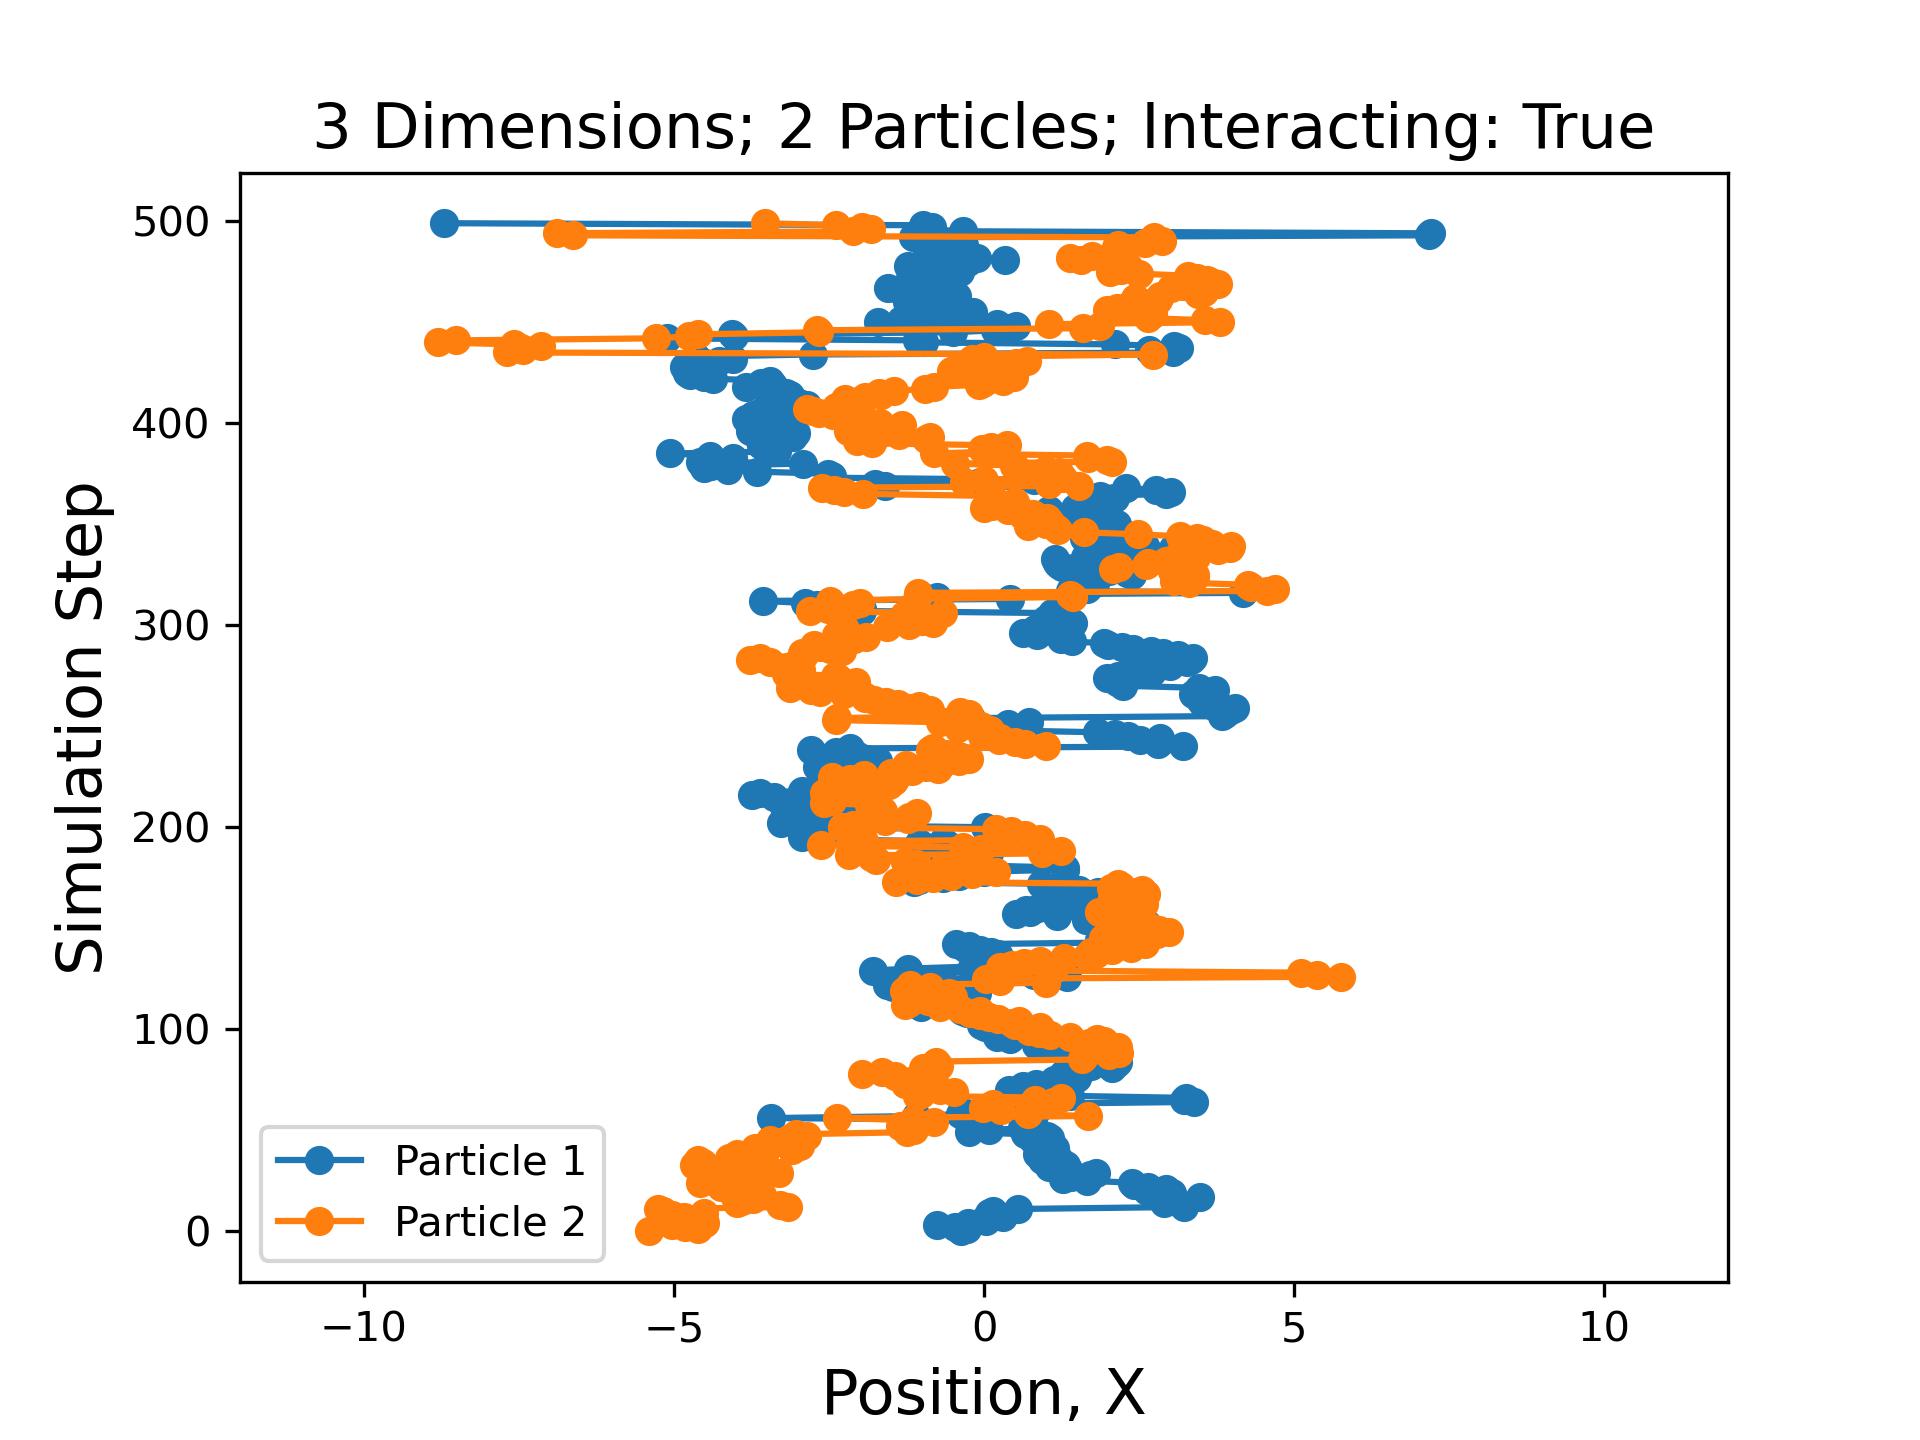 3 Dimensions; 2 Particles; Interacting: True
Simulation Step
500
400
300
200
100
0
Particle 1
Particle 2
−10
−5
0
5
10
Position, X